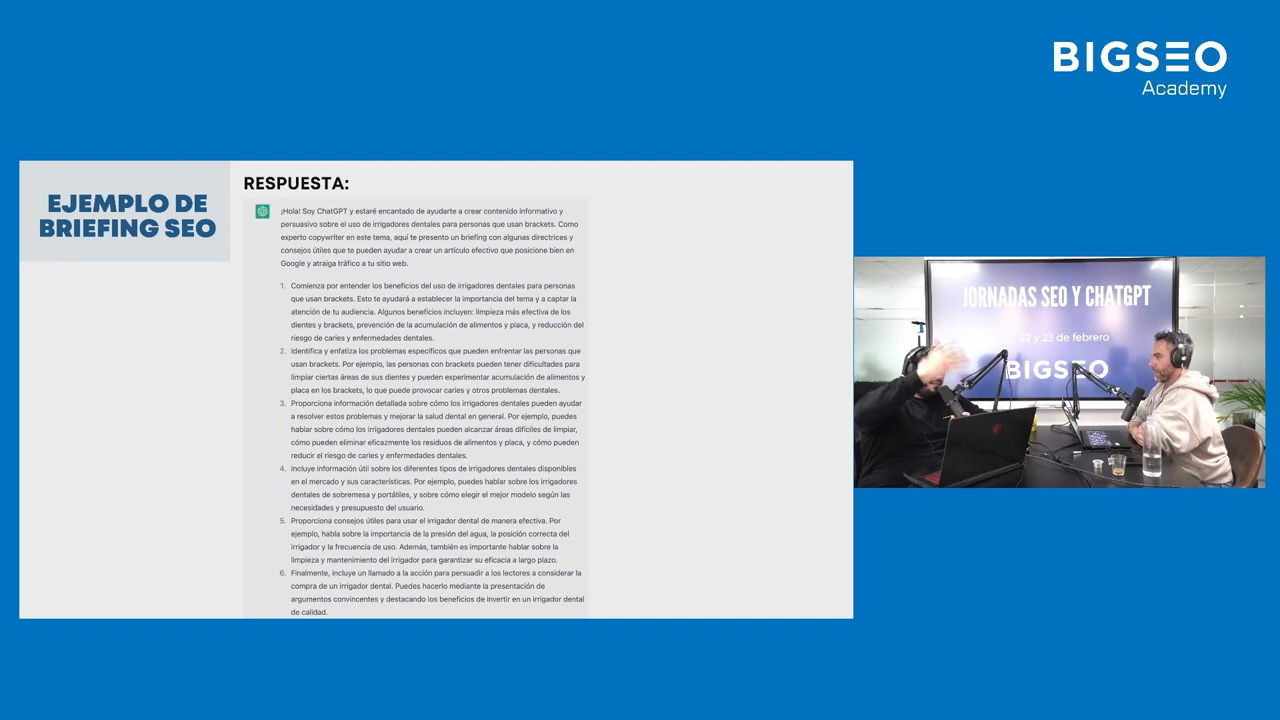 BIGSEO
Academy
EJEMPLO DE
BRIEFING SEO
RESPUESTA:
¡Hola! Soy ChatGPT y estaré encantado de ayudarte a crear contenido informativo y
persuasivo sobre el uso de irrigadores dentales para personas que usan brackets. Como
experto copywriter en este tema, aquí te presento un briefing con algunas directrices y
consejos útiles que te pueden ayudar a crear un artículo efectivo que posicione bien en
Google y atraiga tráfico a tu sitio web.
1. Comienza por entender los beneficios del uso de irrigadores dentales para personas
que usan brackets. Esto te ayudará a establecer la importancia del tema y a captar la
atención de tu audiencia. Algunos beneficios incluyen: limpieza más efectiva de los
dientes y brackets, prevención de la acumulación de alimentos y placa, y reducción del
riesgo de caries y enfermedades dentales.
2. Identifica y enfatiza los problemas específicos que pueden enfrentar las personas que
usan brackets. Por ejemplo, las personas con brackets pueden tener dificultades para
limpiar ciertas áreas de sus dientes y pueden experimentar acumulación de alimentos y
placa en los brackets, lo que puede provocar caries y otros problemas dentales.
3. Proporciona información detallada sobre cómo los irrigadores dentales pueden ayudar
a resolver estos problemas y mejorar la salud dental en general. Por ejemplo, puedes
hablar sobre cómo los irrigadores dentales pueden alcanzar áreas difíciles de limpiar,
cómo pueden eliminar eficazmente los residuos de alimentos y placa, y cómo pueden
reducir el riesgo de caries y enfermedades dentales.
4. Incluye información útil sobre los diferentes tipos de irrigadores dentales disponibles
en el mercado y sus características. Por ejemplo, puedes hablar sobre los irrigadores
dentales de sobremesa y portátiles, y sobre cómo elegir el mejor modelo según las
necesidades y presupuesto del usuario.
5. Proporciona consejos útiles para usar el irrigador dental de manera efectiva. Por
ejemplo, habla sobre la importancia de la presión del agua, la posición correcta del
irrigador y la frecuencia de uso. Además, también es importante hablar sobre la
limpieza y mantenimiento del irrigador para garantizar su eficacia a largo plazo.
6. Finalmente, incluye un llamado a la acción para persuadir a los lectores a considerar la
compra de un irrigador dental. Puedes hacerlo mediante la presentación de
argumentos convincentes y destacando los beneficios de invertir en un irrigador dental
de calidad.
JORNADAS SEO Y CHATGPT
22 y 23 de febrero
BIGSEO